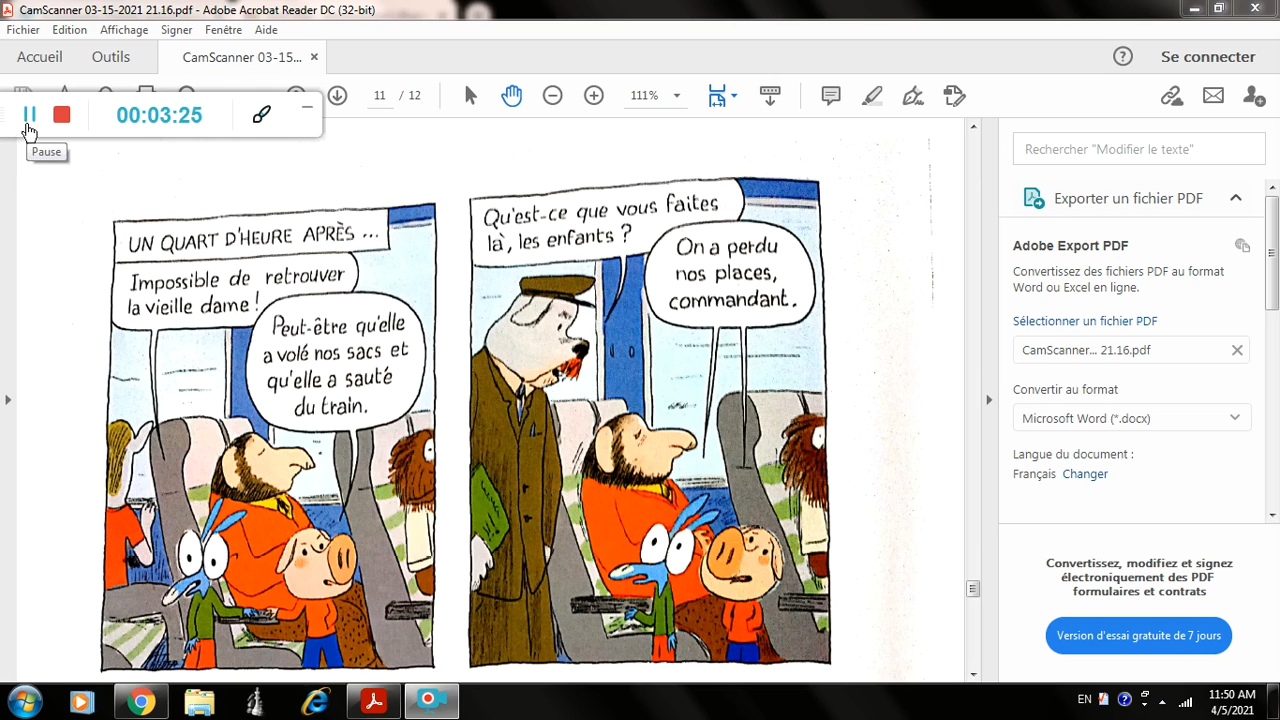 CamScanner 03-15-2021 21.16.pdf - Adobe Acrobat Reader DC (32-bit)
Fichier Edition Affichage Signer Fenêtre Aide
Accueil Outils CamScanner 03-15... × Se connecter
11 / 12 111%
00:03:25
Pause
UN QUART D'HEURE APRÈS ...
Impossible de retrouver
la vieille dame !
Peut-être qu'elle
a volé nos sacs et
qu'elle a sauté
du train.
Qu'est-ce que vous faites
là, les enfants ?
On a perdu
nos places,
commandant.
Rechercher "Modifier le texte"
Exporter un fichier PDF
Adobe Export PDF
Convertissez des fichiers PDF au format
Word ou Excel en ligne.
Sélectionner un fichier PDF
CamScanner... 21.16.pdf
Convertir au format
Microsoft Word (*.docx)
Langue du document :
Français Changer
Convertissez, modifiez et signez
électroniquement des PDF
formulaires et contrats
Version d'essai gratuite de 7 jours
EN
11:50 AM
4/5/2021